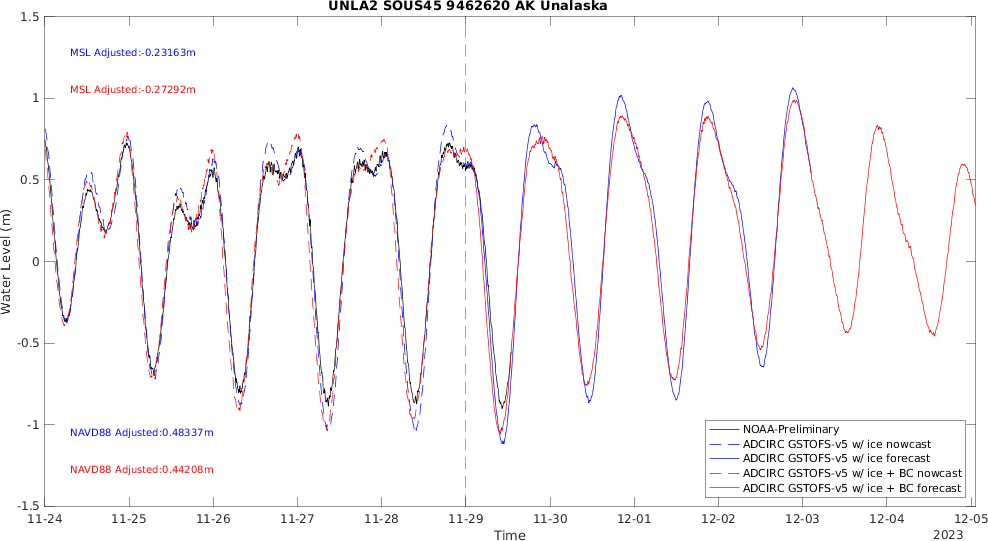 UNLA2 SOUS45 9462620 AK Unalaska
1.5
1
0.5
0
-0.5
-1
-1.5
Water Level (m)
MSL Adjusted:-0.23163m
MSL Adjusted:-0.27292m
NAVD88 Adjusted:0.48337m
NAVD88 Adjusted:0.44208m
NOAA-Preliminary
ADCIRC GSTOFS-v5 w/ ice nowcast
ADCIRC GSTOFS-v5 w/ ice forecast
ADCIRC GSTOFS-v5 w/ ice + BC nowcast
ADCIRC GSTOFS-v5 w/ ice + BC forecast
11-24 11-25 11-26 11-27 11-28 11-29 11-30 12-01 12-02 12-03 12-04 12-05
Time
2023